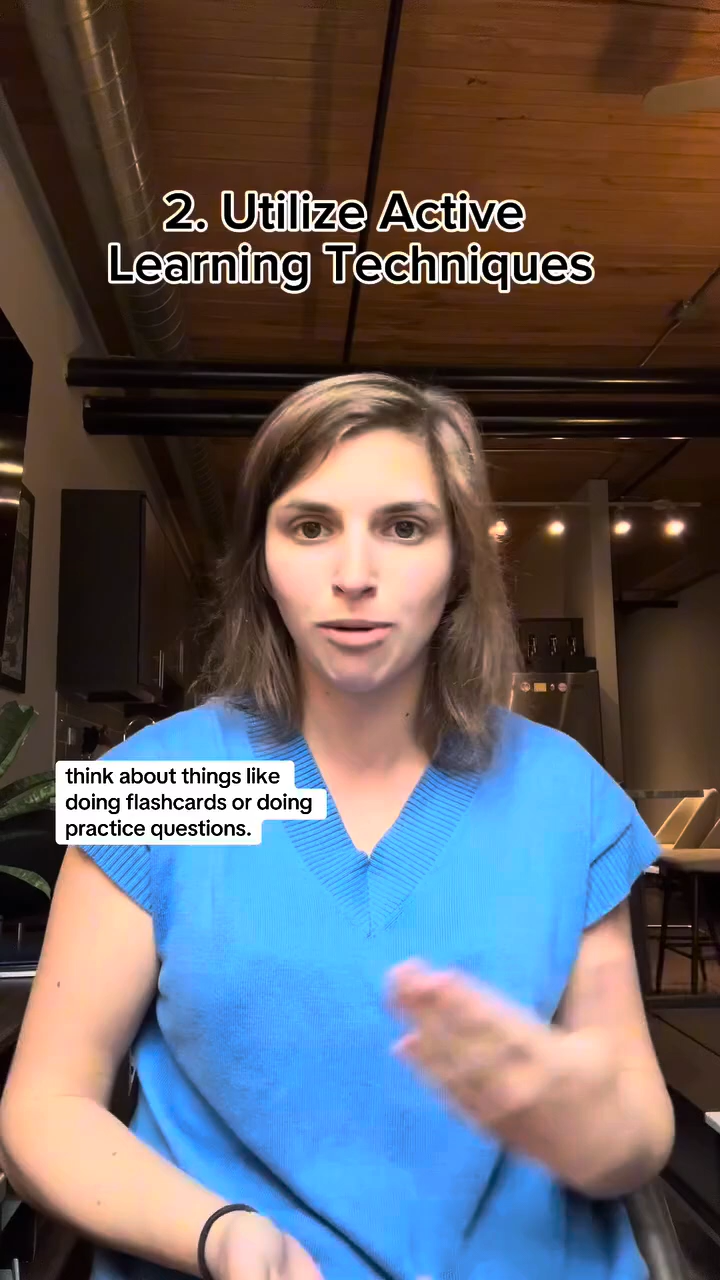 2. Utilize Active
Learning Techniques
think about things like
doing flashcards or doing
practice questions.